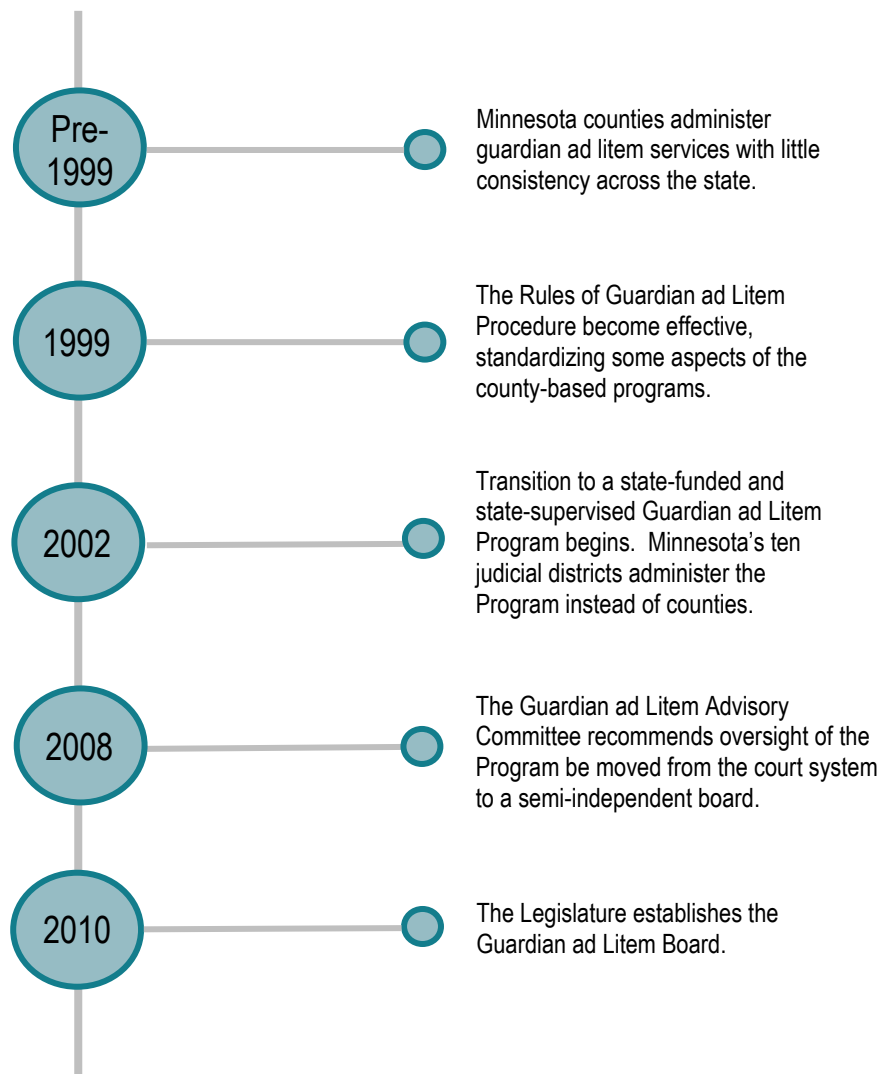 Pre-
1999
Minnesota counties administer
guardian ad litem services with little
consistency across the state.
1999
The Rules of Guardian ad Litem
Procedure become effective,
standardizing some aspects of the
county-based programs.
2002
Transition to a state-funded and
state-supervised Guardian ad Litem
Program begins.  Minnesota’s ten
judicial districts administer the
Program instead of counties.
2008
The Guardian ad Litem Advisory
Committee recommends oversight of the
Program be moved from the court system
to a semi-independent board.
2010
The Legislature establishes the
Guardian ad Litem Board.